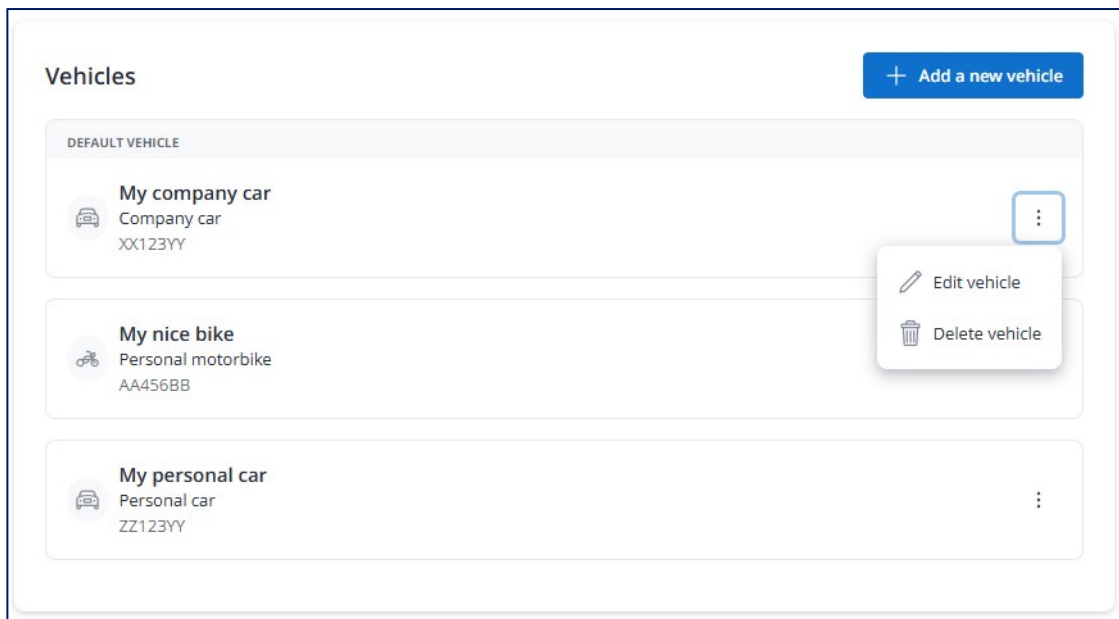 Vehicles
Add a new vehicle
DEFAULT VEHICLE
My company car
Company car
XX123YY
Edit vehicle
Delete vehicle
My nice bike
Personal motorbike
AA456BB
My personal car
Personal car
ZZ123YY